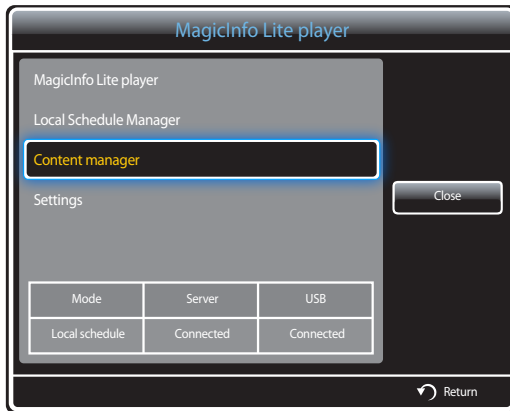 MagicInfo Lite player
MagicInfo Lite player
Local Schedule Manager
Content manager
Settings
Close
Mode Server USB
Local schedule Connected Connected
Return